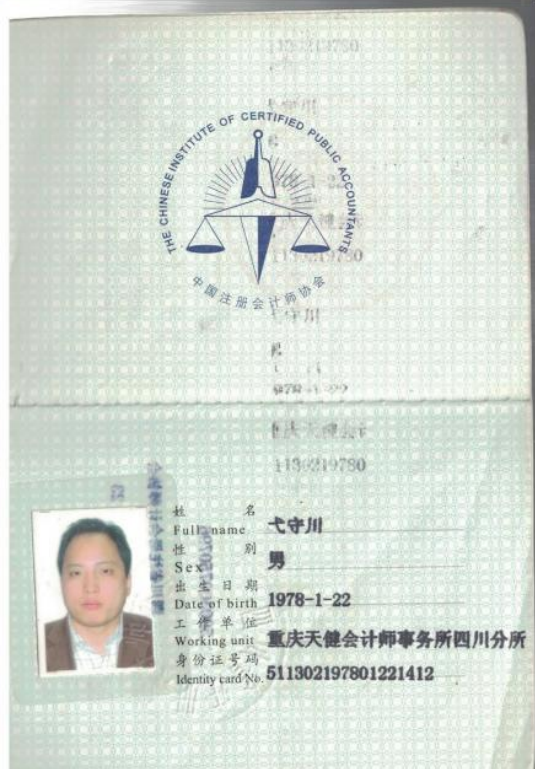 THE CHINESE INSTITUTE OF CERTIFIED PUBLIC ACCOUNTANTS
中国注册会计师协会
姓 名
Full name 弋守川
性 别
Sex 男
出生日期
Date of birth 1978-1-22
工作单位
Working unit 重庆天健会计师事务所四川分所
身份证号码
Identity card No. 511302197801221412